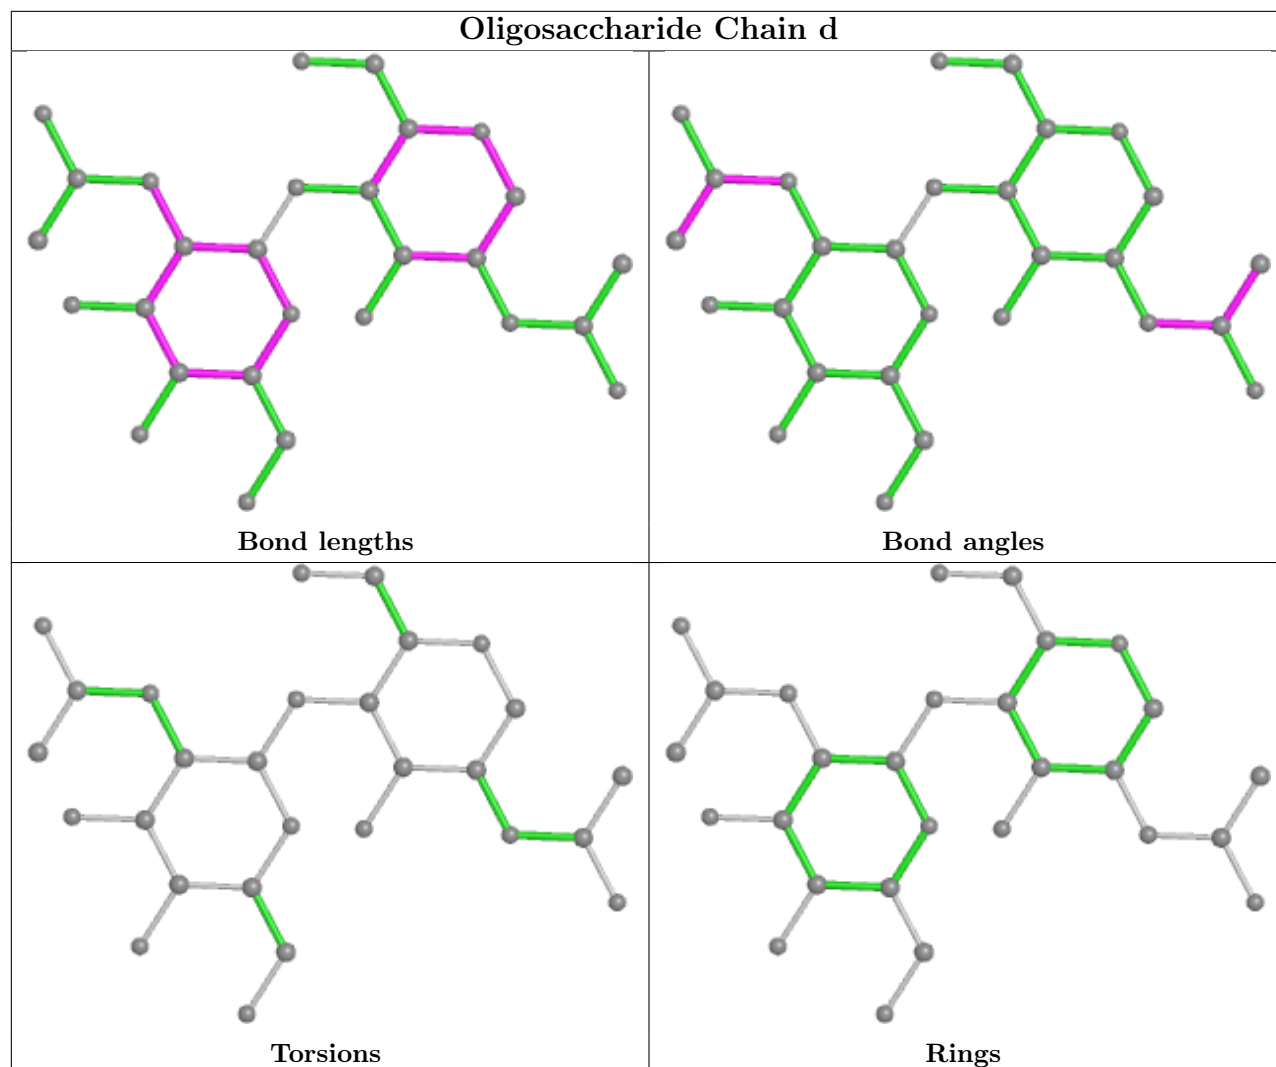 Oligosaccharide Chain d
Bond lengths
Bond angles
Torsions
Rings